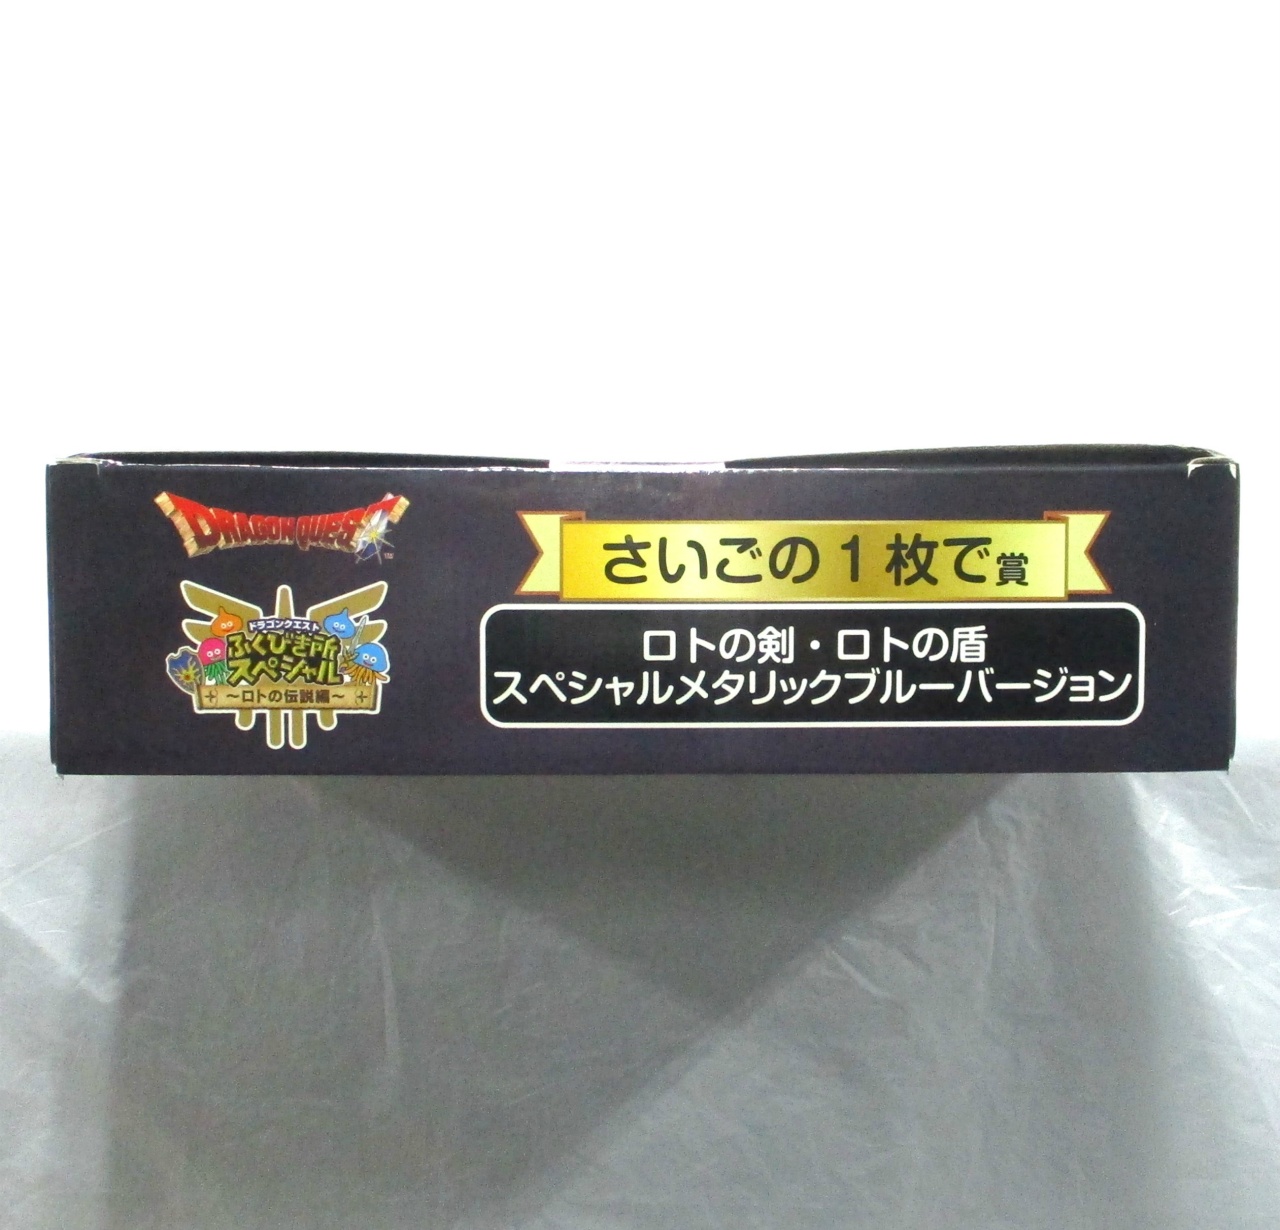 DRAGON QUEST
TM
ドラゴンクエスト
ふくびき所
スペシャル
～ロトの伝説編～
さいごの1枚で賞
ロトの剣・ロトの盾
スペシャルメタリックブルーバージョン